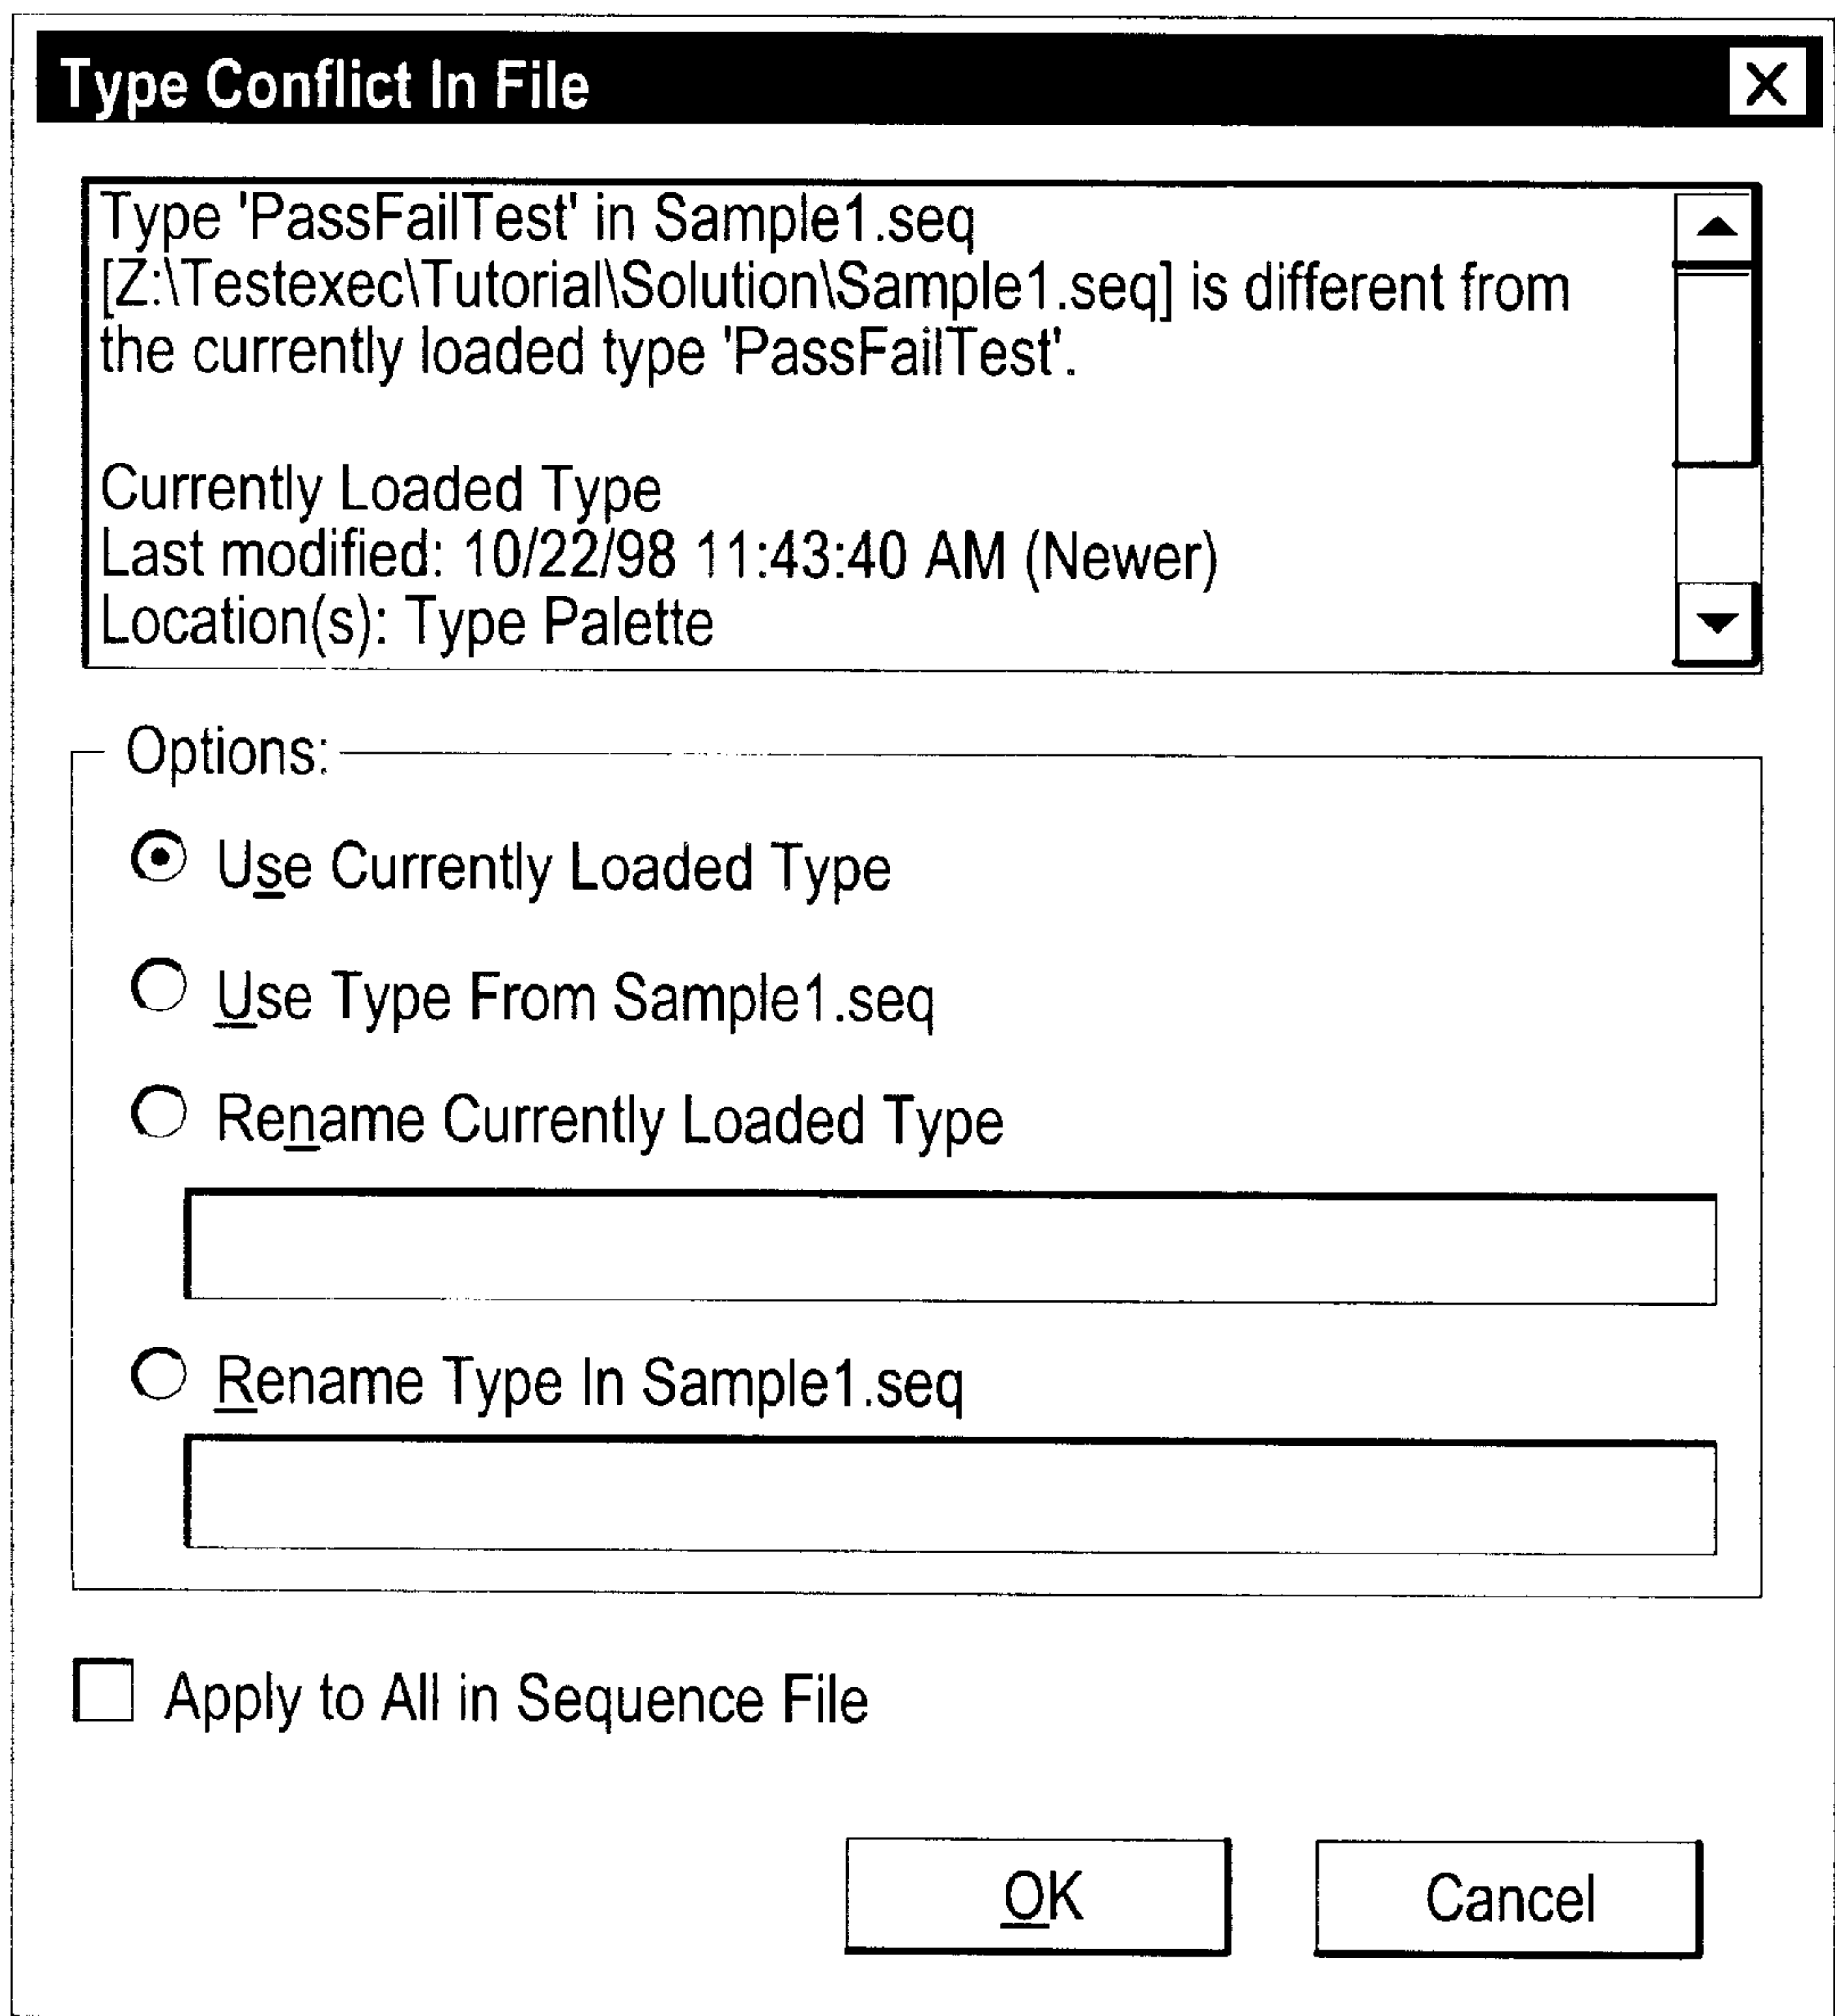 Type Conflict In File
Type 'PassFailTest' in Sample1.seq
[Z:\Testexec\Tutorial\Solution\Sample1.seq] is different from
the currently loaded type 'PassFailTest'.
Currently Loaded Type
Last modified: 10/22/98 11:43:40 AM (Newer)
Location(s): Type Palette
Options:
Use Currently Loaded Type
Use Type From Sample1.seq
Rename Currently Loaded Type
Rename Type In Sample1.seq
Apply to All in Sequence File
OK
Cancel